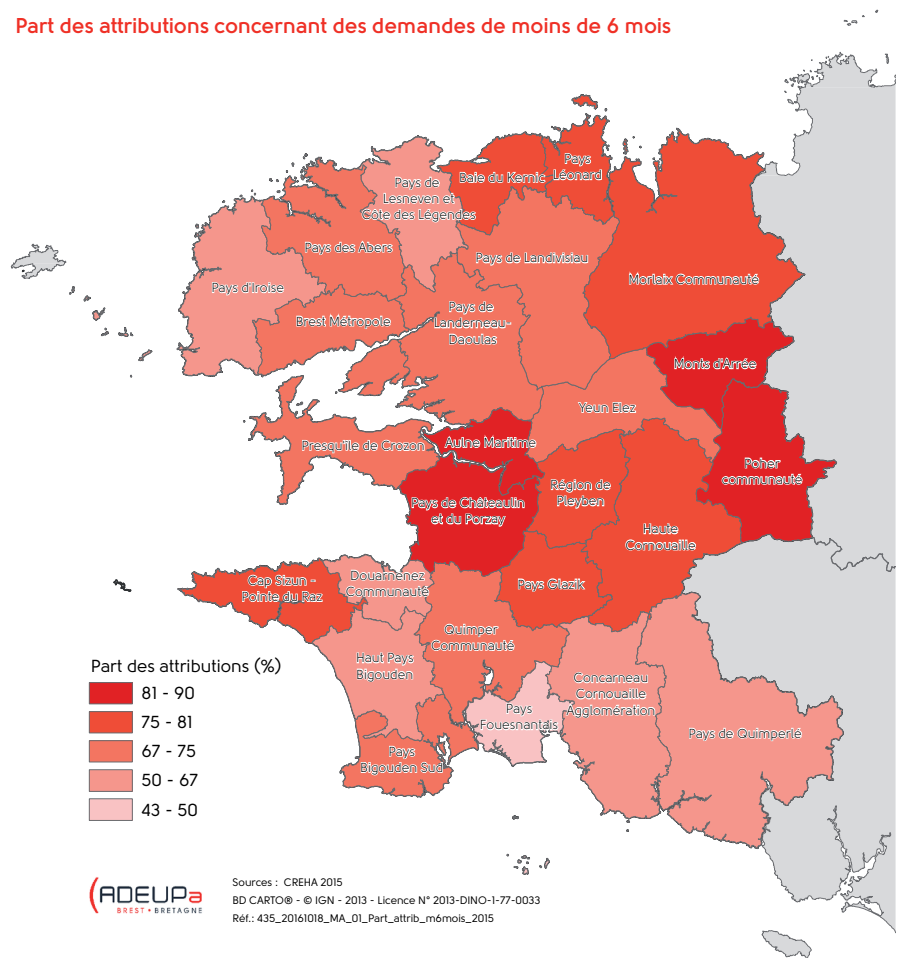 Part des attributions concernant des demandes de moins de 6 mois
Baie du Kernic
Pays
Léonard
Pays de
Lesneven et
Côte des Légendes
Pays des Abers
Pays de Landivisiau
Morlaix Communauté
Pays d'Iroise
Brest Métropole
Pays de
Landerneau-
Daoulas
Monts d'Arrée
Yeun Elez
Presqu'île de Crozon
Aulne Maritime
Poher
communauté
Région de
Pleyben
Pays de Châteaulin
et du Porzay
Haute
Cornouaille
Cap Sizun -
Pointe du Raz
Douarnenez
Communauté
Pays Glazik
Quimper
Communauté
Haut Pays
Bigouden
Concarneau
Cornouaille
Agglomération
Pays
Fouesnantais
Pays de Quimperlé
Pays
Bigouden Sud
Part des attributions (%)
81 - 90
75 - 81
67 - 75
50 - 67
43 - 50
ADEUPa
BREST • BRETAGNE
Sources : CREHA 2015
BD CARTO® - © IGN - 2013 - Licence N° 2013-DINO-1-77-0033
Réf.: 435_20161018_MA_01_Part_attrib_m6mois_2015